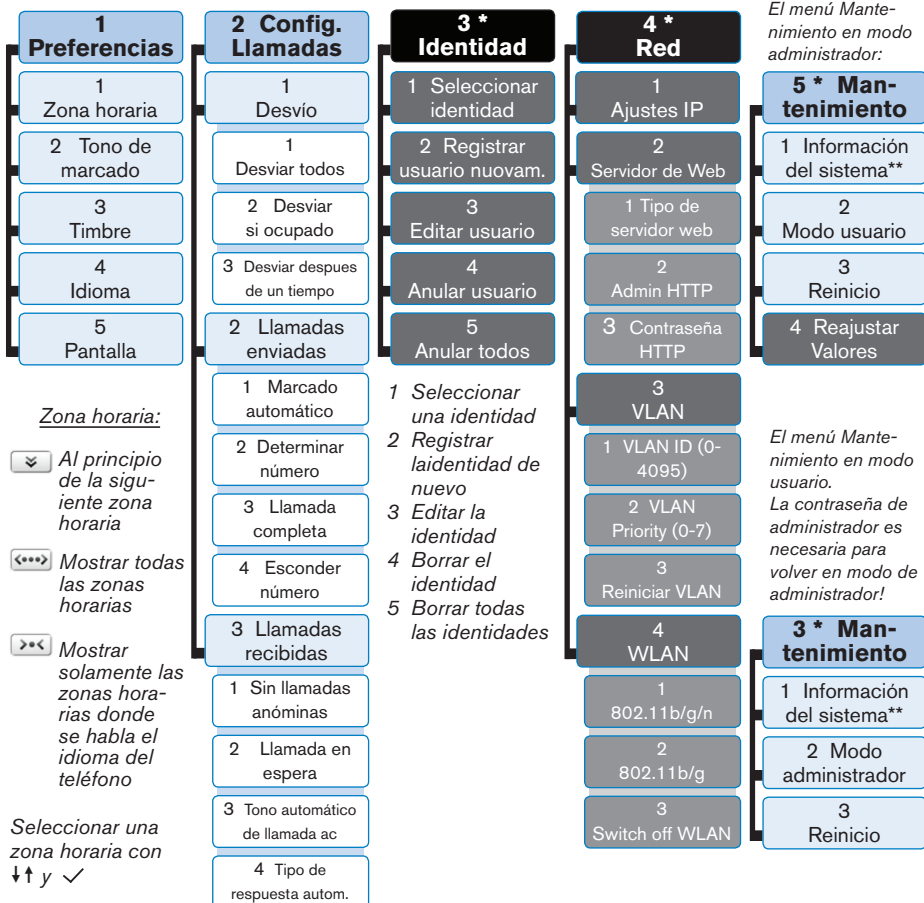 1
Preferencias
1
Zona horaria
2 Tono de
marcado
3
Timbre
4
Idioma
5
Pantalla
Zona horaria:
Al principio
de la sigu-
iente zona
horaria
Mostrar todas
las zonas
horarias
Mostrar
solamente las
zonas hora-
rias donde
se habla el
idioma del
teléfono
Seleccionar una
zona horaria con
↓↑ y ✓
2 Config.
Llamadas
1
Desvío
1
Desviar todos
2 Desviar
si ocupado
3 Desviar despues
de un tiempo
2 Llamadas
enviadas
1 Marcado
automático
2 Determinar
número
3 Llamada
completa
4 Esconder
número
3 Llamadas
recibidas
1 Sin llamadas
anóminas
2 Llamada en
espera
3 Tono automático
de llamada ac
4 Tipo de
respuesta autom.
3 *
Identidad
1 Seleccionar
identidad
2 Registrar
usuario nuovam.
3
Editar usuario
4
Anular usuario
5
Anular todos
1 Seleccionar
una identidad
2 Registrar
laidentidad de
nuevo
3 Editar la
identidad
4 Borrar el
identidad
5 Borrar todas
las identidades
4 *
Red
1
Ajustes IP
2
Servidor de Web
1 Tipo de
servidor web
2
Admin HTTP
3 Contraseña
HTTP
3
VLAN
1 VLAN ID (0-
4095)
2 VLAN
Priority (0-7)
3
Reiniciar VLAN
4
WLAN
1
802.11b/g/n
2
802.11b/g
3
Switch off WLAN
El menú Mante-
nimiento en modo
administrador:
5 * Man-
tenimiento
1 Información
del sistema**
2
Modo usuario
3
Reinicio
4 Reajustar
Valores
El menú Mante-
nimiento en modo
usuario.
La contraseña de
administrador es
necesaria para
volver en modo de
administrador!
3 * Man-
tenimiento
1 Información
del sistema**
2 Modo
administrador
3
Reinicio